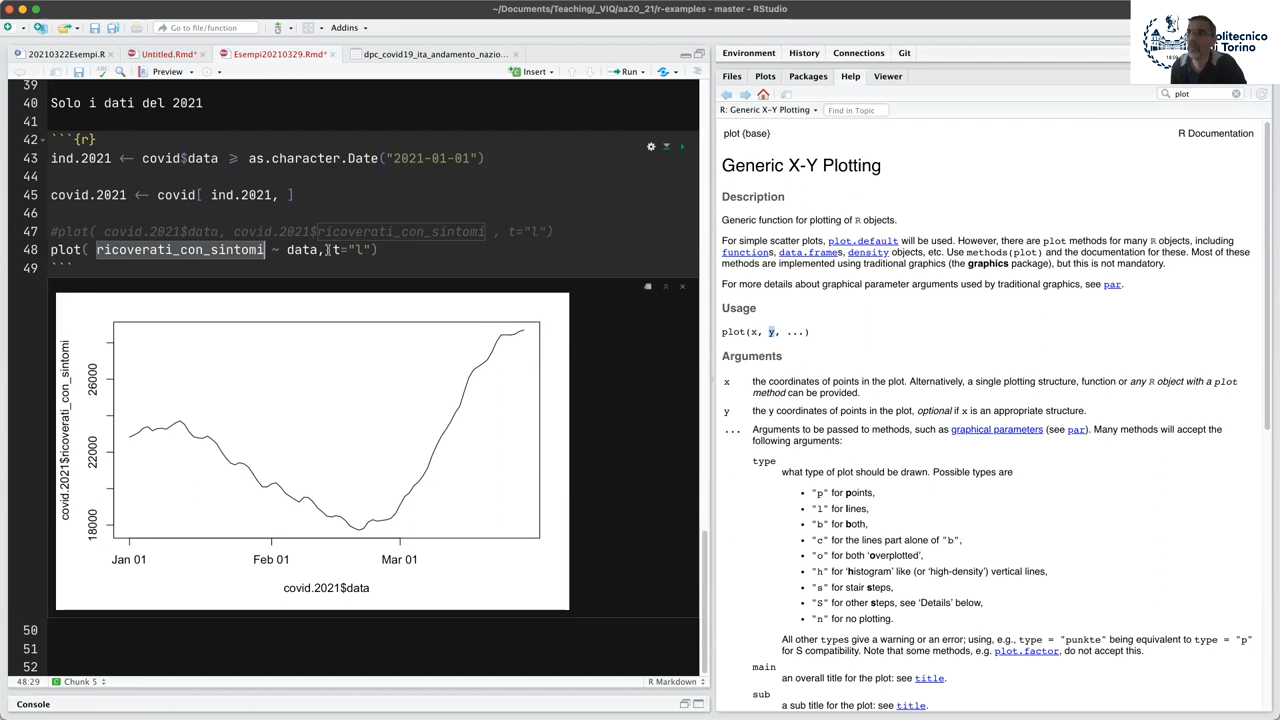 ~/Documents/Teaching/_VIQ/aa20_21/r-examples - master - RStudio
Go to file/function
Addins
20210322Esempi.R
Untitled.Rmd*
Esempi20210329.Rmd*
dpc_covid19_ita_andamento_nazio...
Preview
Insert
Run
39
40 Solo i dati del 2021
41
42 ```{r}
43 ind.2021 ← covid$data ⩾ as.character.Date("2021-01-01")
44
45 covid.2021 ← covid[ ind.2021, ]
46
47 #plot( covid.2021$data, covid.2021$ricoverati_con_sintomi , t="l")
48 plot( ricoverati_con_sintomi ~ data, t="l")
49 ```
covid.2021$ricoverati_con_sintomi
26000
22000
18000
Jan 01 Feb 01 Mar 01
covid.2021$data
50
51
52
48:29
Chunk 5
R Markdown
Console
Environment History Connections Git
Files Plots Packages Help Viewer
plot
R: Generic X-Y Plotting
Find in Topic
plot {base}
R Documentation
Generic X-Y Plotting
Description
Generic function for plotting of R objects.
For simple scatter plots, plot.default will be used. However, there are plot methods for many R objects, including
functions, data.frames, density objects, etc. Use methods(plot) and the documentation for these. Most of these
methods are implemented using traditional graphics (the graphics package), but this is not mandatory.
For more details about graphical parameter arguments used by traditional graphics, see par.
Usage
plot(x, y, ...)
Arguments
x the coordinates of points in the plot. Alternatively, a single plotting structure, function or any R object with a plot
method can be provided.
y the y coordinates of points in the plot, optional if x is an appropriate structure.
... Arguments to be passed to methods, such as graphical parameters (see par). Many methods will accept the
following arguments:
type
what type of plot should be drawn. Possible types are
• "p" for points,
• "l" for lines,
• "b" for both,
• "c" for the lines part alone of "b",
• "o" for both ‘overplotted’,
• "h" for ‘histogram’ like (or ‘high-density’) vertical lines,
• "s" for stair steps,
• "S" for other steps, see ‘Details’ below,
• "n" for no plotting.
All other types give a warning or an error; using, e.g., type = "punkte" being equivalent to type = "p"
for S compatibility. Note that some methods, e.g. plot.factor, do not accept this.
main
an overall title for the plot: see title.
sub
a sub title for the plot: see title.
Politecnico
di Torino